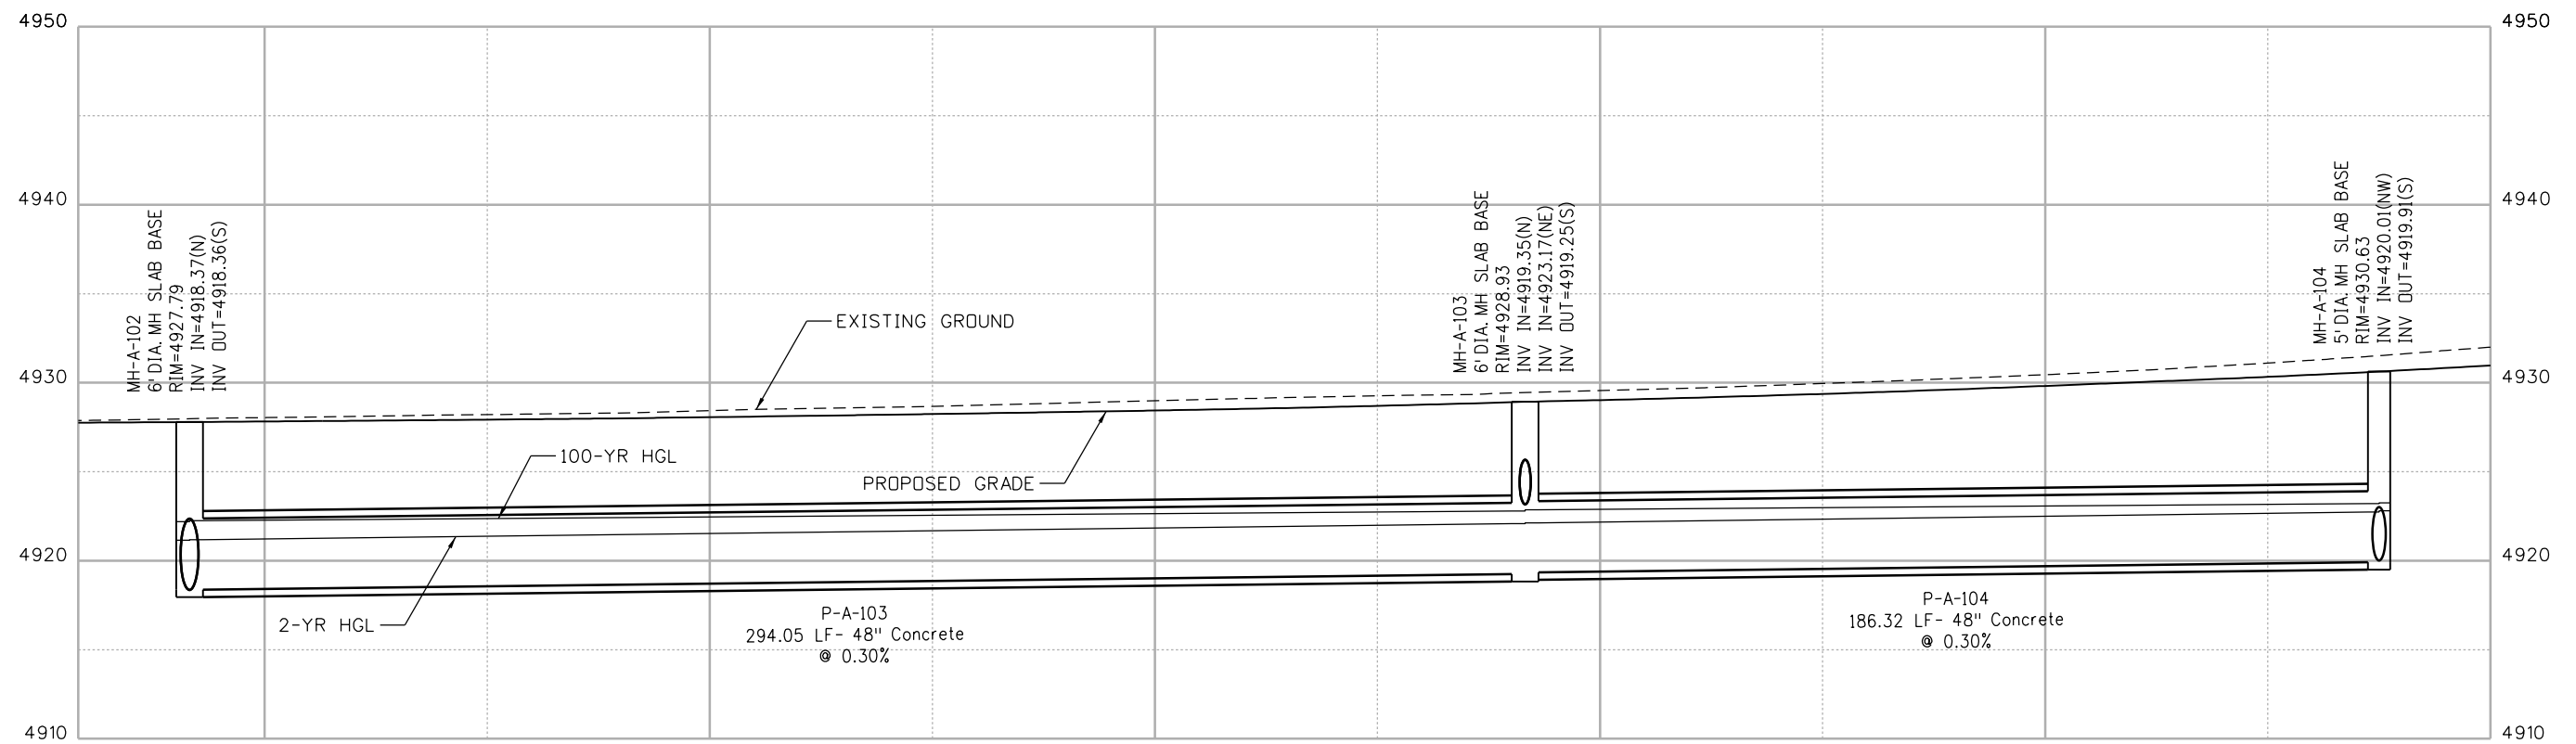 4950
4950
4940
4940
4930
4930
4920
4920
4910
4910
MH-A-102
6' DIA. MH SLAB BASE
RIM=4927.79
INV IN=4918.37(N)
INV OUT=4918.36(S)
MH-A-103
6' DIA. MH SLAB BASE
RIM=4928.93
INV IN=4919.35(N)
INV IN=4923.17(NE)
INV OUT=4919.25(S)
MH-A-104
5' DIA. MH SLAB BASE
RIM=4930.63
INV IN=4920.01(NW)
INV OUT=4919.91(S)
EXISTING GROUND
100-YR HGL
PROPOSED GRADE
2-YR HGL
P-A-103
294.05 LF- 48" Concrete
@ 0.30%
P-A-104
186.32 LF- 48" Concrete
@ 0.30%